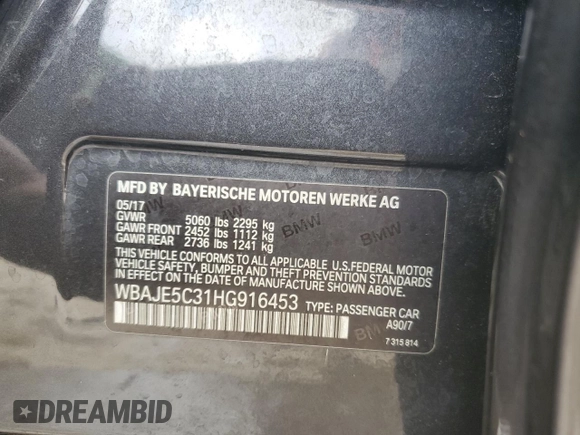 MFD BY BAYERISCHE MOTOREN WERKE AG
05/17
GVWR 5060 lbs 2295 kg
GAWR FRONT 2452 lbs 1112 kg
GAWR REAR 2736 lbs 1241 kg
THIS VEHICLE CONFORMS TO ALL APPLICABLE U.S.FEDERAL MOTOR
VEHICLE SAFETY, BUMPER AND THEFT PREVENTION STANDARDS
IN EFFECT ON THE DATE OF MANUFACTURE SHOWN ABOVE.
WBAJE5C31HG916453 TYPE: PASSENGER CAR
A90/7
7 315 814
BMW
BMW
BMW
BMW
DREAMBID